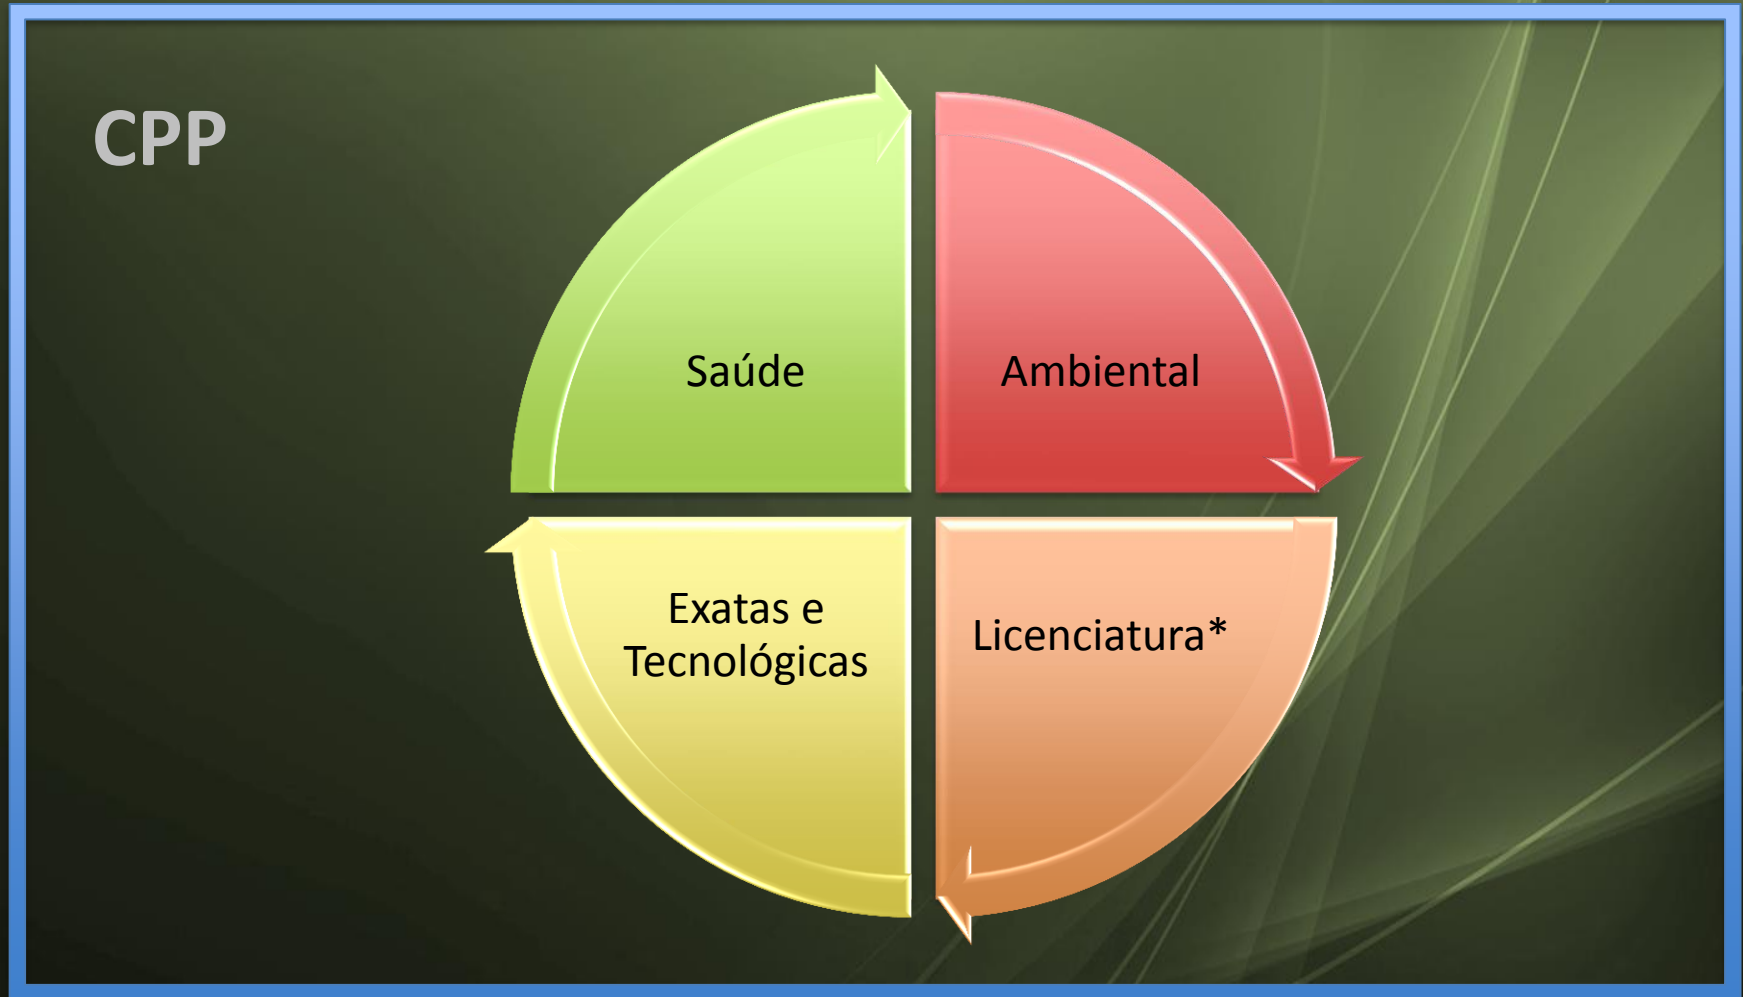 CPP
Saúde
Ambiental
Exatas e
Tecnológicas
Licenciatura*